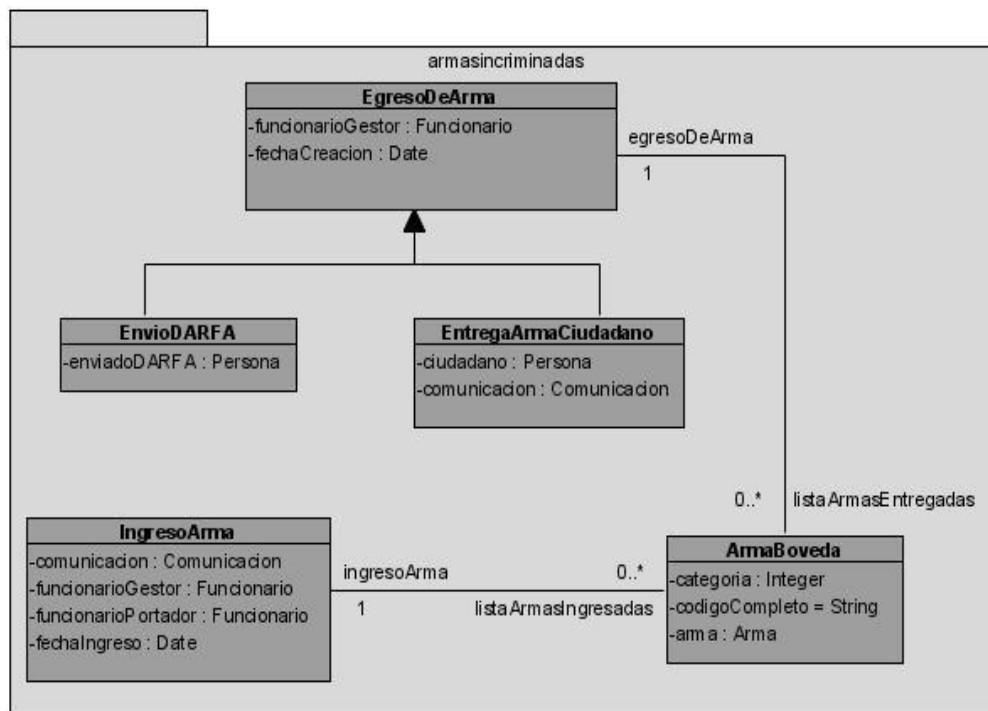 armasincriminadas
EgresoDeArma
-funcionarioGestor : Funcionario
-fechaCreacion : Date
egresoDeArma
1
EnvioDARFA
-enviadoDARFA : Persona
EntregaArmaCiudadano
-ciudadano : Persona
-comunicacion : Comunicacion
0..* listaArmasEntregadas
IngresoArma
-comunicacion : Comunicacion
-funcionarioGestor : Funcionario
-funcionarioPortador : Funcionario
-fechaIngreso : Date
ingresoArma 0..*
1 listaArmasIngresadas
ArmaBoveda
-categoria : Integer
-codigoCompleto = String
-arma : Arma